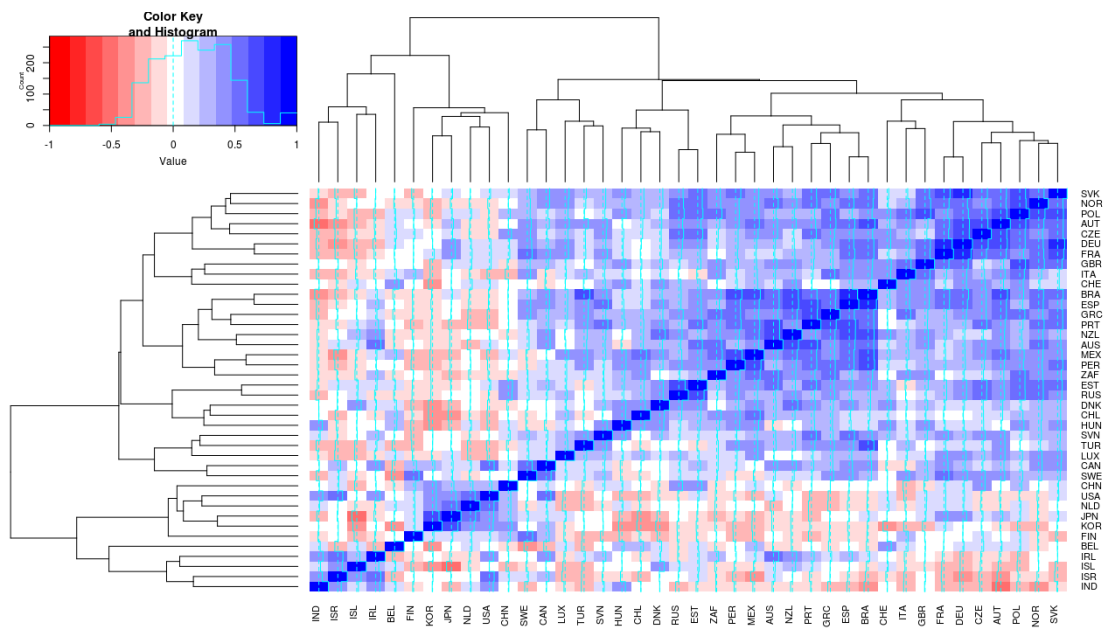 Color Key
and Histogram
Count
0
100
200
-1
-0.5
0
0.5
1
Value
SVK
NOR
POL
AUT
CZE
DEU
FRA
GBR
ITA
CHE
BRA
ESP
GRC
PRT
NZL
AUS
MEX
PER
ZAF
EST
RUS
DNK
CHL
HUN
SVN
TUR
LUX
CAN
SWE
CHN
USA
NLD
JPN
KOR
FIN
BEL
IRL
ISL
ISR
IND
IND
ISR
ISL
IRL
BEL
FIN
KOR
JPN
NLD
USA
CHN
SWE
CAN
LUX
TUR
SVN
HUN
CHL
DNK
RUS
EST
ZAF
PER
MEX
AUS
NZL
PRT
GRC
ESP
BRA
CHE
ITA
GBR
FRA
DEU
CZE
AUT
POL
NOR
SVK